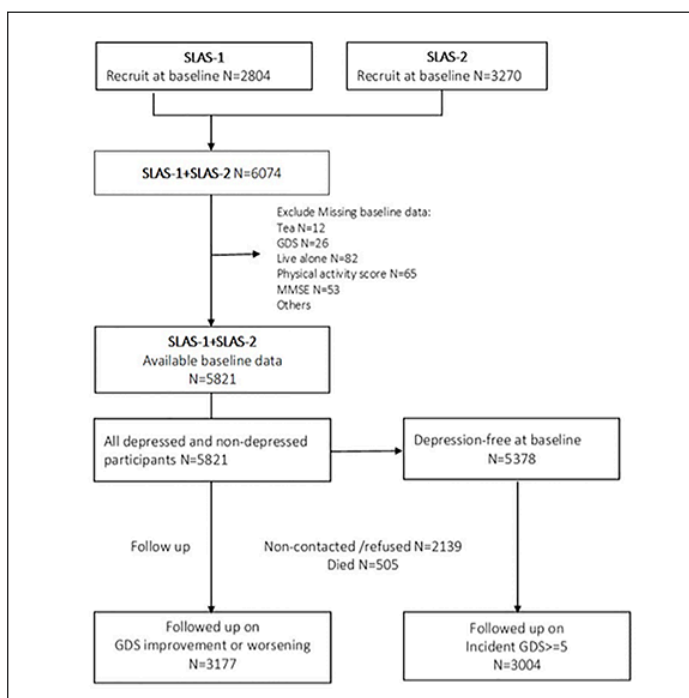 SLAS-1
Recruit at baseline N=2804
SLAS-2
Recruit at baseline N=3270
SLAS-1+SLAS-2 N=6074
Exclude Missing baseline data:
Tea N=12
GDS N=26
Live alone N=82
Physical activity score N=65
MMSE N=53
Others
SLAS-1+SLAS-2
Available baseline data
N=5821
All depressed and non-depressed
participants N=5821
Depression-free at baseline
N=5378
Follow up
Non-contacted /refused N=2139
Died N=505
Followed up on
GDS improvement or worsening
N=3177
Followed up on
Incident GDS>=5
N=3004